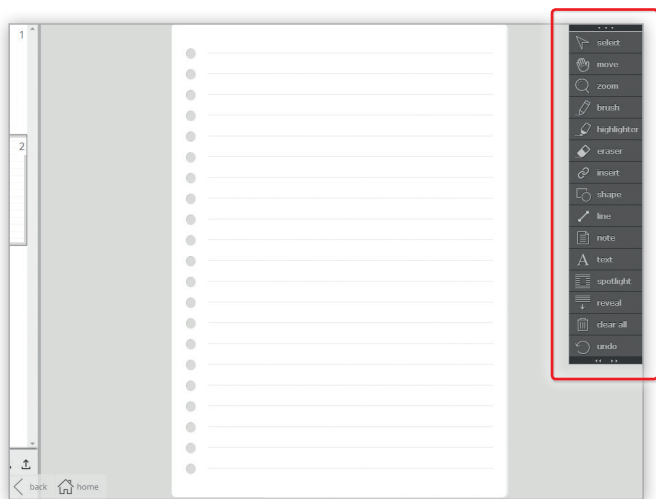 1
2
select
move
zoom
brush
highlighter
eraser
insert
shape
line
note
A text
spotlight
reveal
clear all
undo
back
home